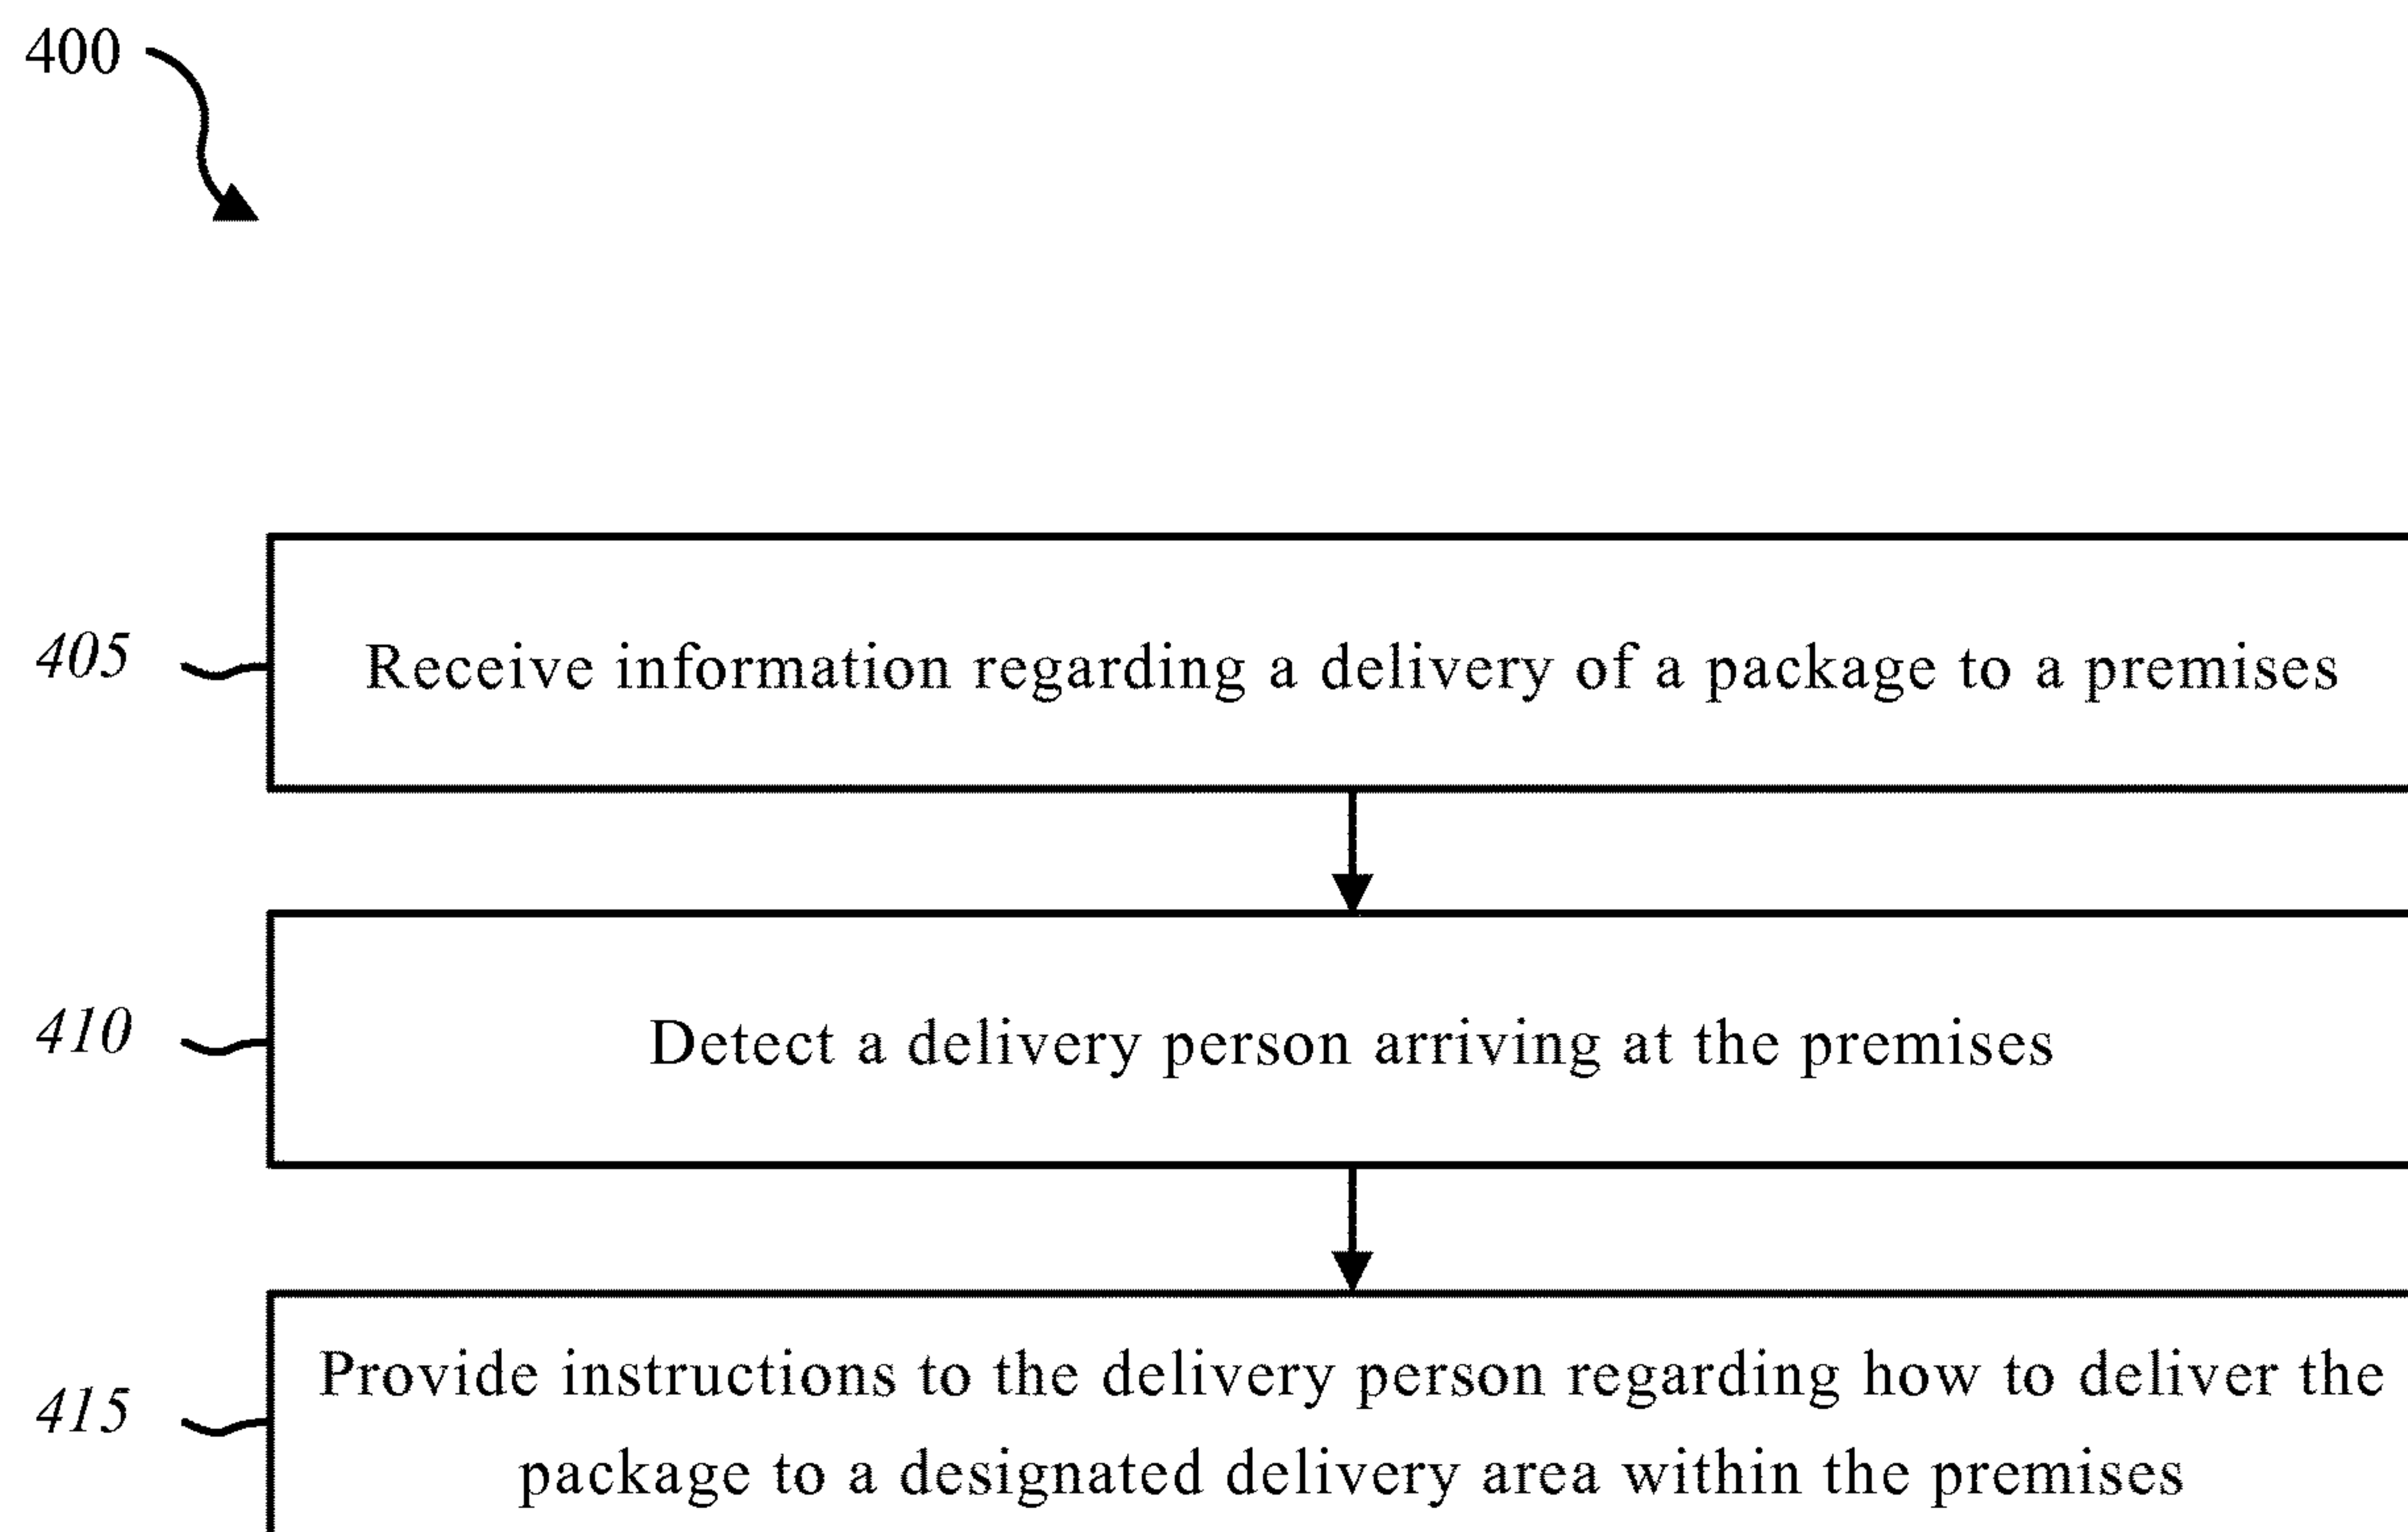 400
405
Receive information regarding a delivery of a package to a premises
410
Detect a delivery person arriving at the premises
415
Provide instructions to the delivery person regarding how to deliver the
package to a designated delivery area within the premises